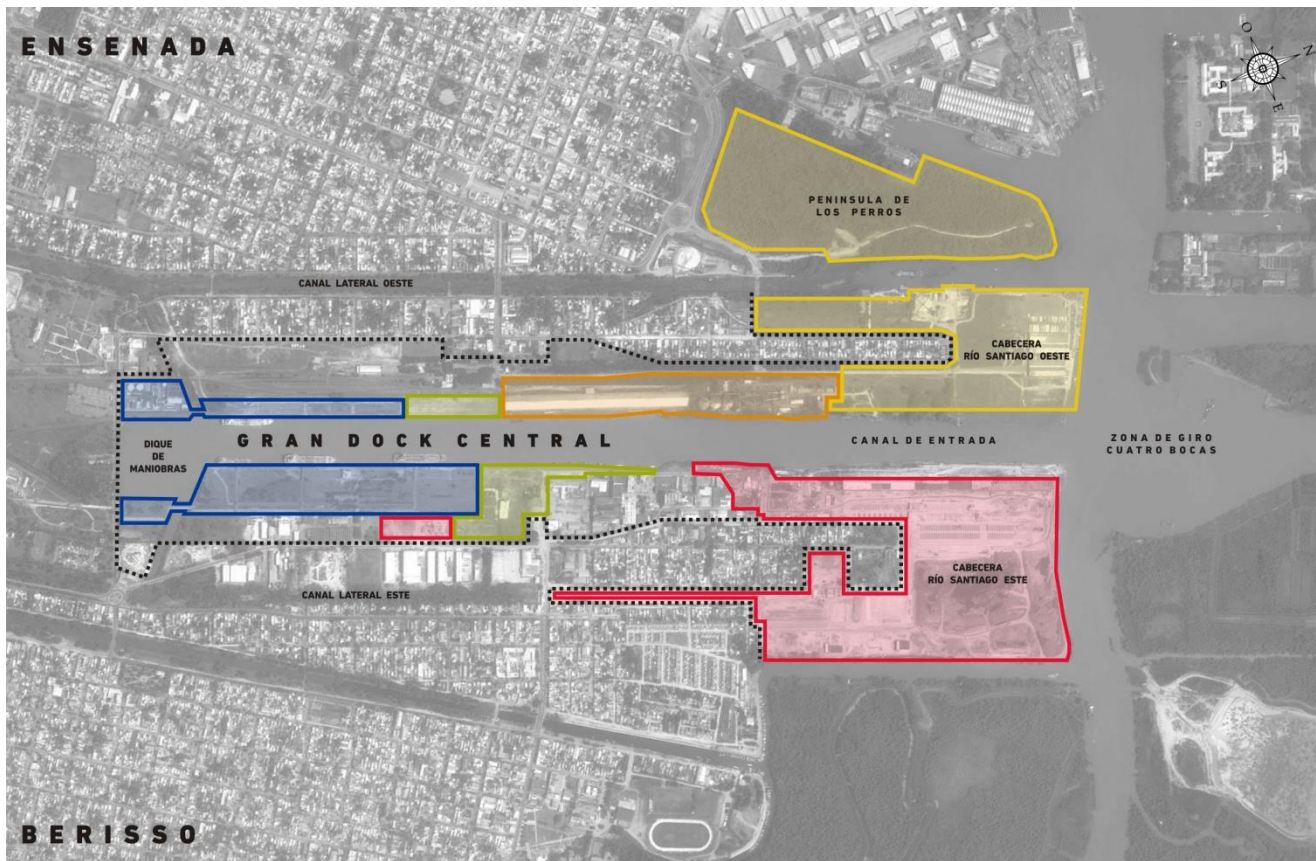 ENSENADA
O
N
S
E
PENINSULA DE
LOS PERROS
CANAL LATERAL OESTE
CABECERA
RÍO SANTIAGO OESTE
DIQUE
DE
MANIOBRAS
GRAN DOCK CENTRAL
CANAL DE ENTRADA
ZONA DE GIRO
CUATRO BOCAS
CABECERA
RÍO SANTIAGO ESTE
CANAL LATERAL ESTE
BERISSO